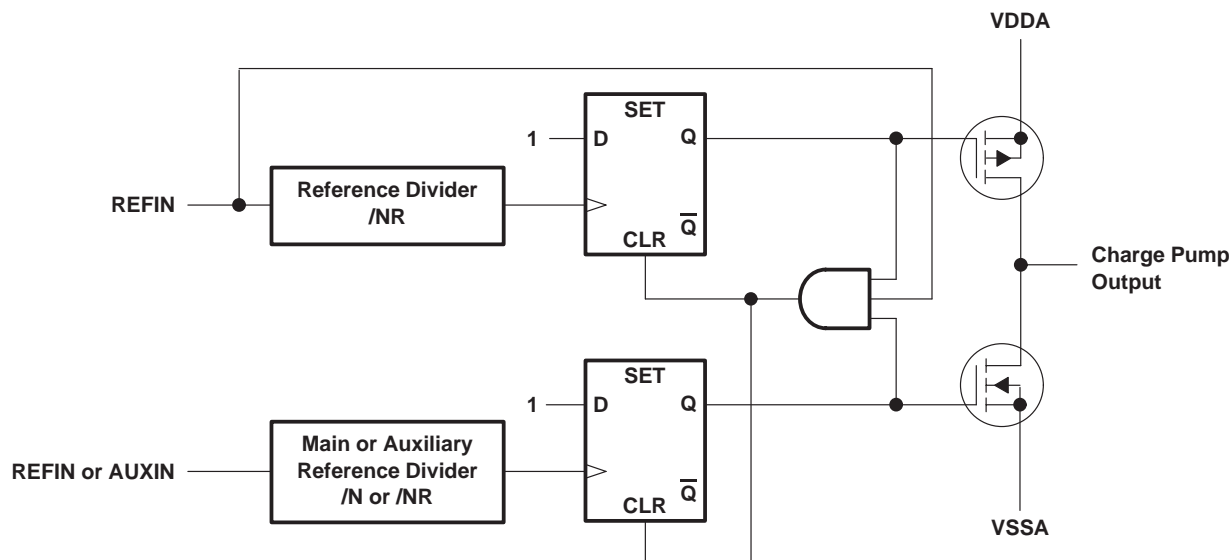 VDDA
SET
1
D
Q
Reference Divider
/NR
REFIN
Q̅
CLR
Charge Pump
Output
SET
1
D
Q
Main or Auxiliary
Reference Divider
/N or /NR
REFIN or AUXIN
Q̅
CLR
VSSA